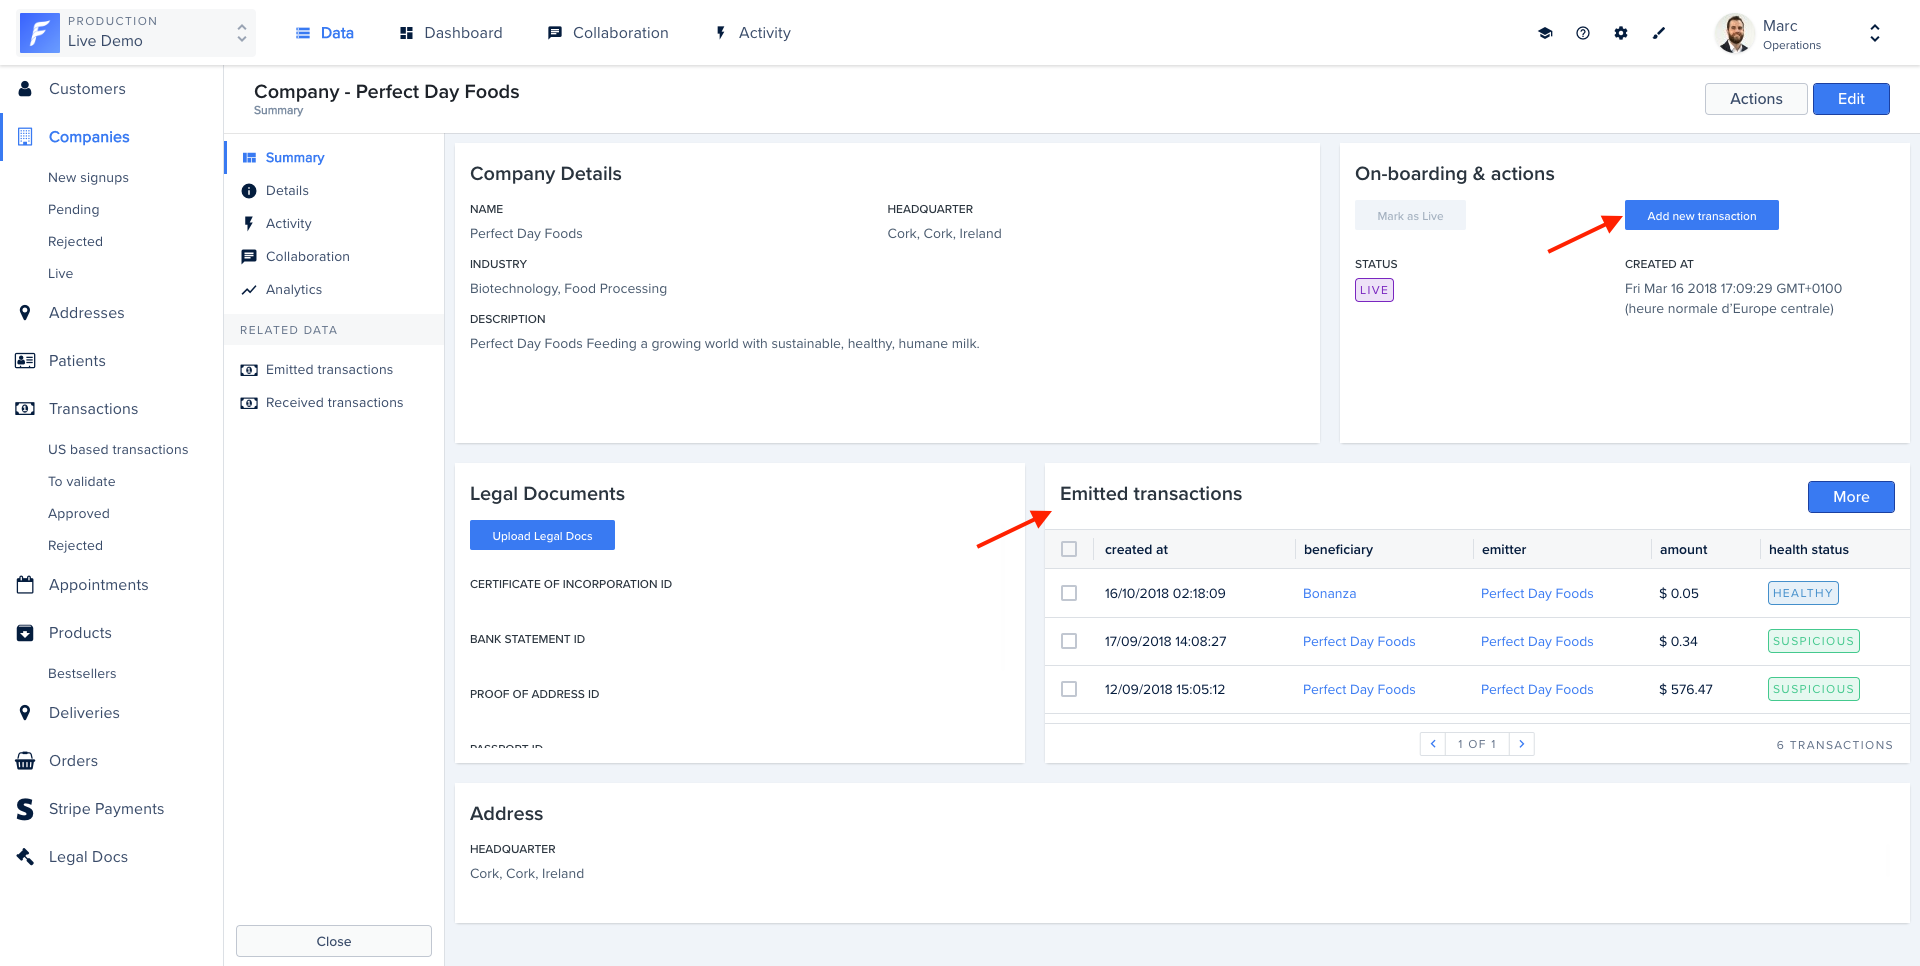 PRODUCTION
Live Demo
Data
Dashboard
Collaboration
Activity
Marc
Operations
Customers
Companies
New signups
Pending
Rejected
Live
Addresses
Patients
Transactions
US based transactions
To validate
Approved
Rejected
Appointments
Products
Bestsellers
Deliveries
Orders
Stripe Payments
Legal Docs
Company - Perfect Day Foods
Summary
Actions
Edit
Summary
Details
Activity
Collaboration
Analytics
RELATED DATA
Emitted transactions
Received transactions
Close
Company Details
NAME
Perfect Day Foods
HEADQUARTER
Cork, Cork, Ireland
INDUSTRY
Biotechnology, Food Processing
DESCRIPTION
Perfect Day Foods Feeding a growing world with sustainable, healthy, humane milk.
On-boarding & actions
Mark as Live
Add new transaction
STATUS
LIVE
CREATED AT
Fri Mar 16 2018 17:09:29 GMT+0100
(heure normale d’Europe centrale)
Legal Documents
Upload Legal Docs
CERTIFICATE OF INCORPORATION ID
BANK STATEMENT ID
PROOF OF ADDRESS ID
PASSPORT ID
Emitted transactions
More
created at beneficiary emitter amount health status
16/10/2018 02:18:09 Bonanza Perfect Day Foods $ 0.05 HEALTHY
17/09/2018 14:08:27 Perfect Day Foods Perfect Day Foods $ 0.34 SUSPICIOUS
12/09/2018 15:05:12 Perfect Day Foods Perfect Day Foods $ 576.47 SUSPICIOUS
1 OF 1
6 TRANSACTIONS
Address
HEADQUARTER
Cork, Cork, Ireland